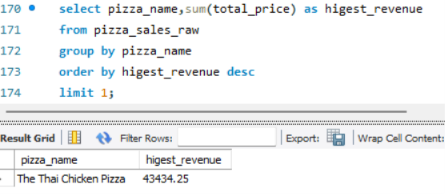 170 select pizza_name,sum(total_price) as higest_revenue
171 from pizza_sales_raw
172 group by pizza_name
173 order by higest_revenue desc
174 limit 1;
Result Grid Filter Rows: Export: Wrap Cell Content:
pizza_name higest_revenue
The Thai Chicken Pizza 43434.25